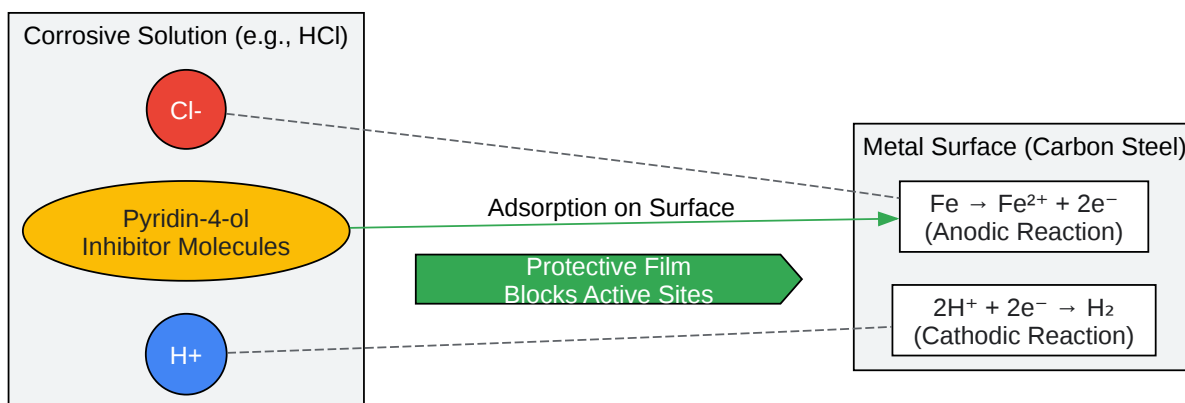 Corrosive Solution (e.g., HCl)
Cl-
Pyridin-4-ol
Inhibitor Molecules
H+
Adsorption on Surface
Protective Film
Blocks Active Sites
Metal Surface (Carbon Steel)
Fe → Fe²⁺ + 2e⁻
(Anodic Reaction)
2H⁺ + 2e⁻ → H₂
(Cathodic Reaction)